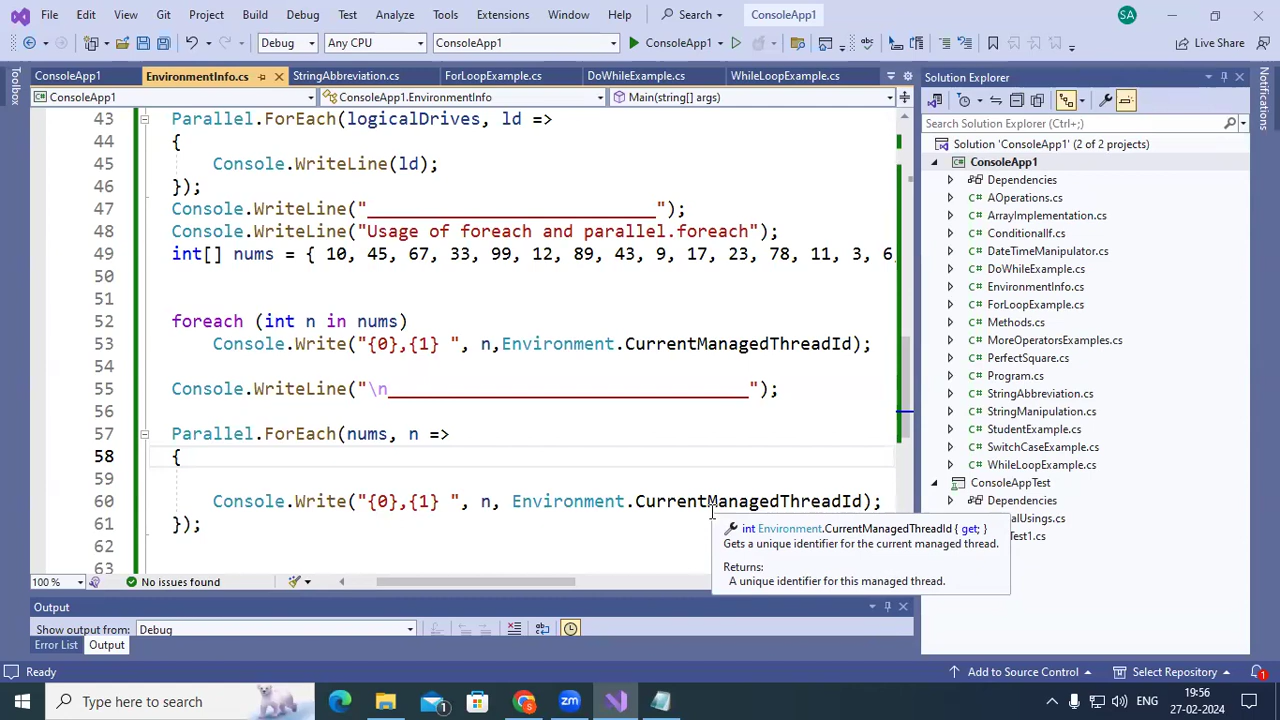 File Edit View Git Project Build Debug Test Analyze Tools Extensions Window Help Search ConsoleApp1 SA
Debug Any CPU ConsoleApp1 ConsoleApp1 Live Share
ConsoleApp1 EnvironmentInfo.cs StringAbbreviation.cs ForLoopExample.cs DoWhileExample.cs WhileLoopExample.cs
ConsoleApp1 ConsoleApp1.EnvironmentInfo Main(string[] args)
Toolbox
43 Parallel.ForEach(logicalDrives, ld =>
44 {
45 Console.WriteLine(ld);
46 });
47 Console.WriteLine("____________________________");
48 Console.WriteLine("Usage of foreach and parallel.foreach");
49 int[] nums = { 10, 45, 67, 33, 99, 12, 89, 43, 9, 17, 23, 78, 11, 3, 6,
50
51
52 foreach (int n in nums)
53 Console.Write("{0},{1} ", n,Environment.CurrentManagedThreadId);
54
55 Console.WriteLine("\n___________________________________");
56
57 Parallel.ForEach(nums, n =>
58 {
59
60 Console.Write("{0},{1} ", n, Environment.CurrentManagedThreadId);
61 });
62
63
int Environment.CurrentManagedThreadId { get; }
Gets a unique identifier for the current managed thread.
Returns:
A unique identifier for this managed thread.
100 % No issues found
Output
Show output from: Debug
Error List Output
Solution Explorer
Search Solution Explorer (Ctrl+;)
Solution 'ConsoleApp1' (2 of 2 projects)
ConsoleApp1
Dependencies
AOperations.cs
ArrayImplementation.cs
ConditionalIf.cs
DateTimeManipulator.cs
DoWhileExample.cs
EnvironmentInfo.cs
ForLoopExample.cs
Methods.cs
MoreOperatorsExamples.cs
PerfectSquare.cs
Program.cs
StringAbbreviation.cs
StringManipulation.cs
StudentExample.cs
SwitchCaseExample.cs
WhileLoopExample.cs
ConsoleAppTest
Dependencies
alUsings.cs
Test1.cs
Notifications
Ready Add to Source Control Select Repository 1
Type here to search 1 ENG 19:56
27-02-2024